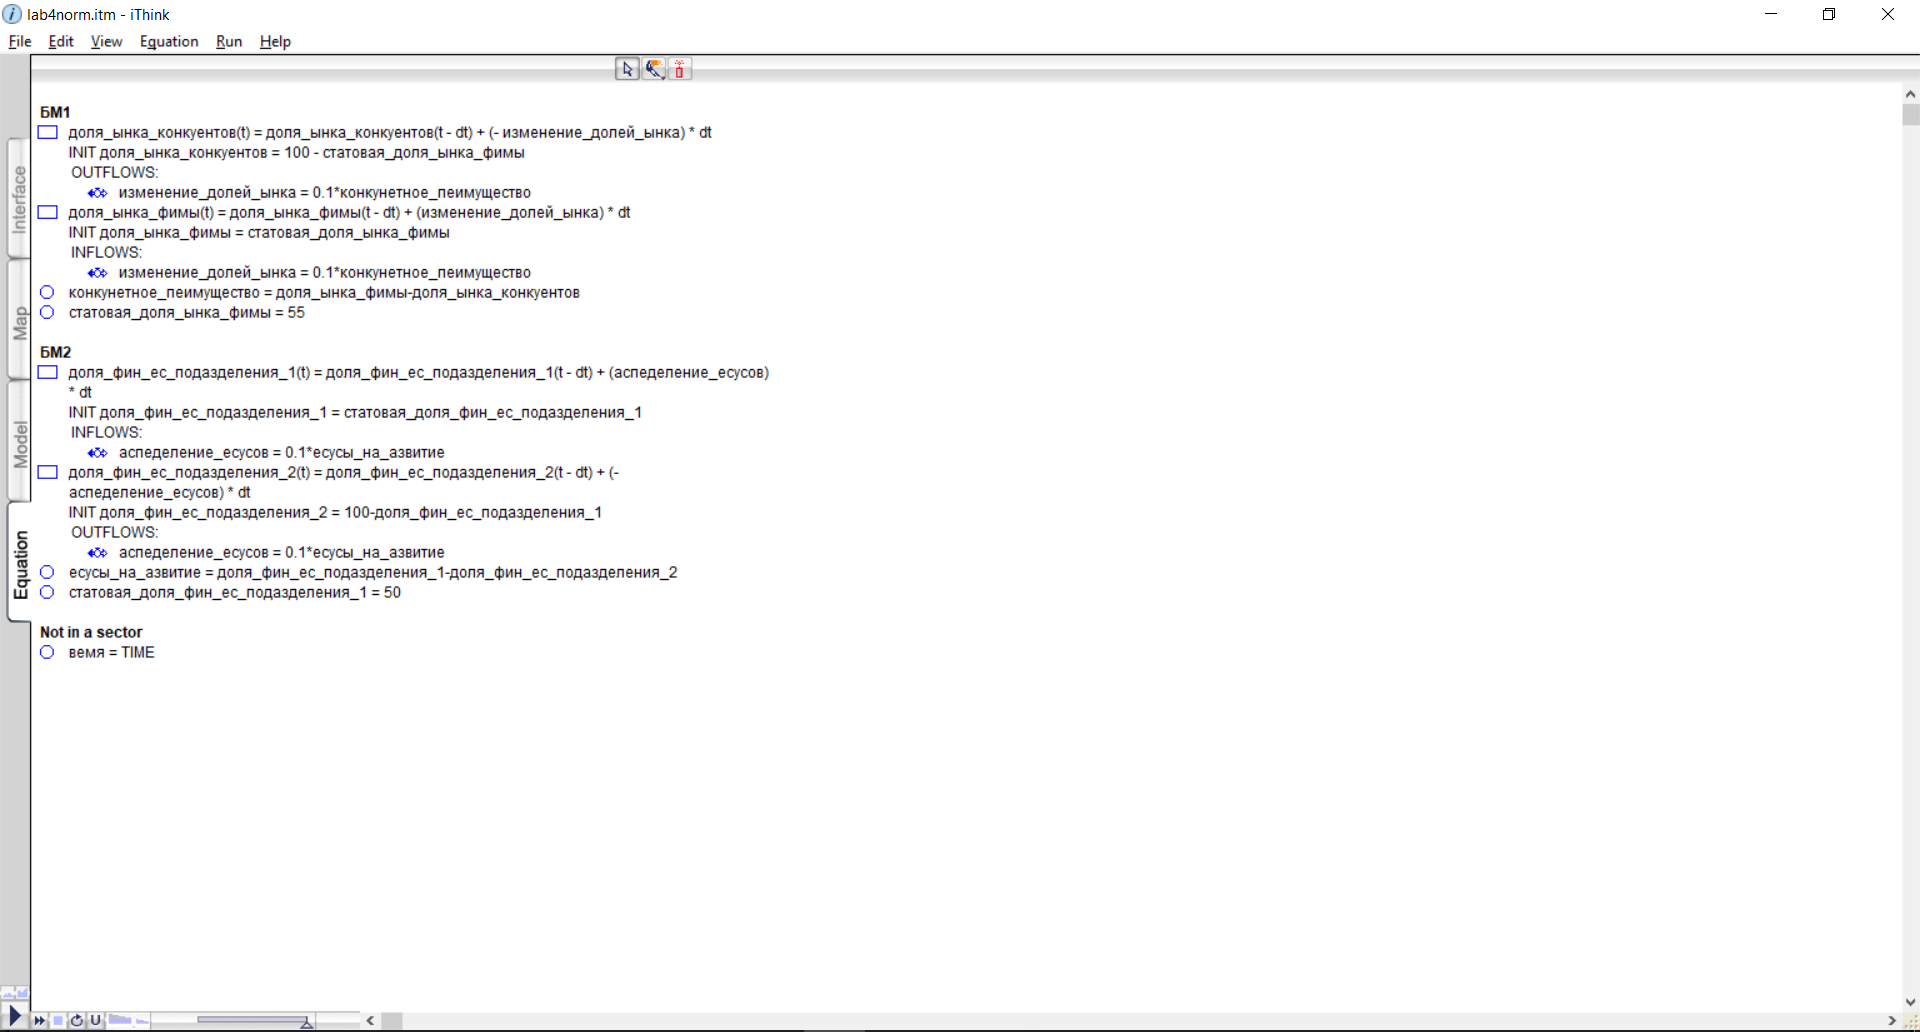 lab4norm.itm - iThink
File Edit View Equation Run Help
Interface
Map
Model
Equation
БМ1
доля_ынка_конкуентов(t) = доля_ынка_конкуентов(t - dt) + (- изменение_долей_ынка) * dt
INIT доля_ынка_конкуентов = 100 - статовая_доля_ынка_фимы
OUTFLOWS:
изменение_долей_ынка = 0.1*конкунетное_пеимущество
доля_ынка_фимы(t) = доля_ынка_фимы(t - dt) + (изменение_долей_ынка) * dt
INIT доля_ынка_фимы = статовая_доля_ынка_фимы
INFLOWS:
изменение_долей_ынка = 0.1*конкунетное_пеимущество
конкунетное_пеимущество = доля_ынка_фимы-доля_ынка_конкуентов
статовая_доля_ынка_фимы = 55
БМ2
доля_фин_ес_подазделения_1(t) = доля_фин_ес_подазделения_1(t - dt) + (аспеделение_есусов)
* dt
INIT доля_фин_ес_подазделения_1 = статовая_доля_фин_ес_подазделения_1
INFLOWS:
аспеделение_есусов = 0.1*есусы_на_азвитие
доля_фин_ес_подазделения_2(t) = доля_фин_ес_подазделения_2(t - dt) + (-
аспеделение_есусов) * dt
INIT доля_фин_ес_подазделения_2 = 100-доля_фин_ес_подазделения_1
OUTFLOWS:
аспеделение_есусов = 0.1*есусы_на_азвитие
есусы_на_азвитие = доля_фин_ес_подазделения_1-доля_фин_ес_подазделения_2
статовая_доля_фин_ес_подазделения_1 = 50
Not in a sector
вемя = TIME
U